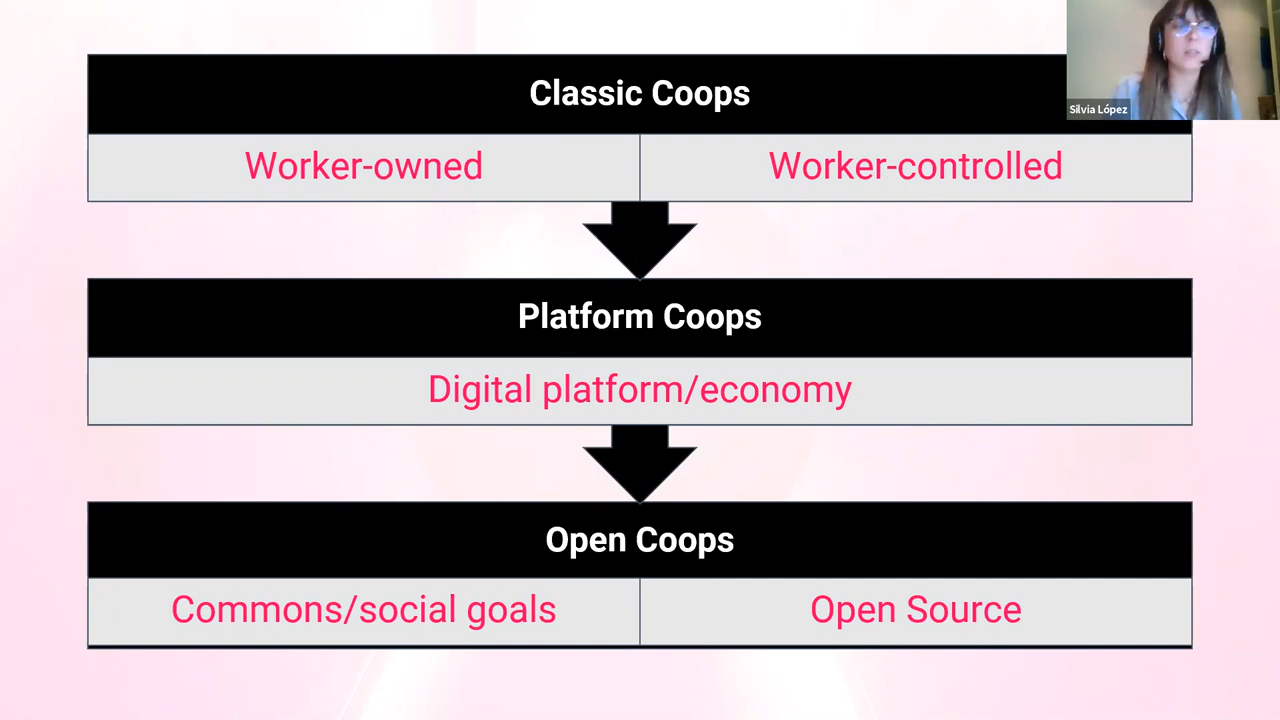 Classic Coops
Silvia López
Worker-owned
Worker-controlled
Platform Coops
Digital platform/economy
Open Coops
Commons/social goals
Open Source